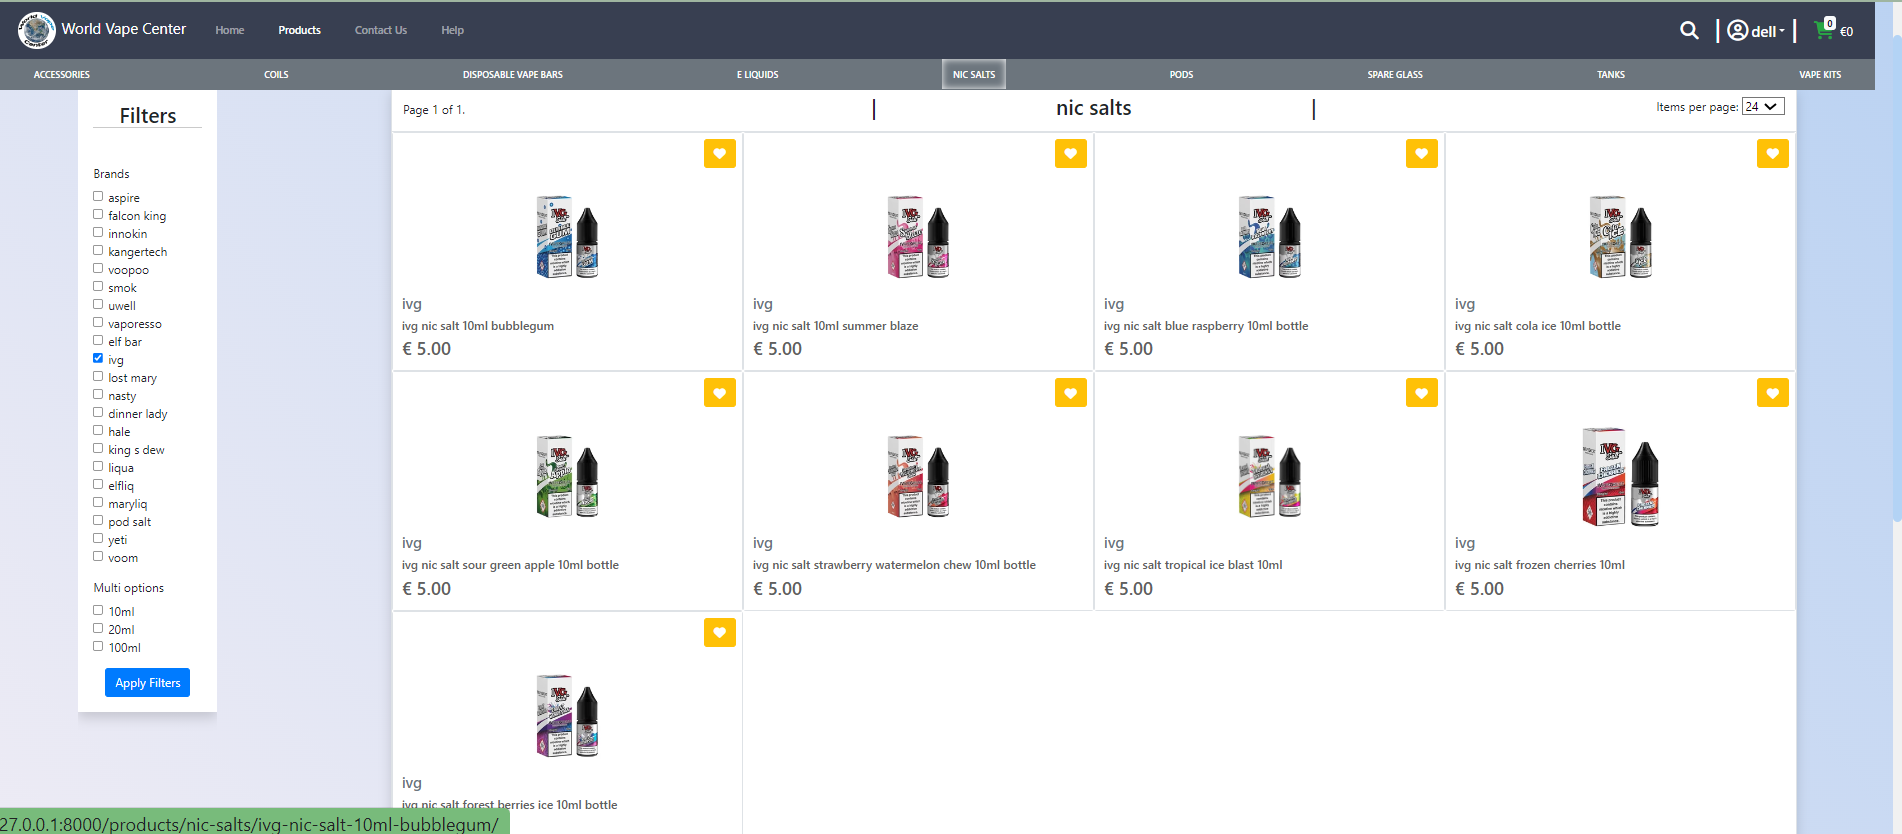 World Vape Center
Home
Products
Contact Us
Help
dell
0
€0
ACCESSORIES
COILS
DISPOSABLE VAPE BARS
E LIQUIDS
NIC SALTS
PODS
SPARE GLASS
TANKS
VAPE KITS
Filters
Brands
aspire
falcon king
innokin
kangertech
voopoo
smok
uwell
vaporesso
elf bar
ivg
lost mary
nasty
dinner lady
hale
king s dew
liqua
elfliq
maryliq
pod salt
yeti
voom
Multi options
10ml
20ml
100ml
Apply Filters
Page 1 of 1.
| nic salts |
Items per page: 24
ivg
ivg nic salt 10ml bubblegum
€ 5.00
ivg
ivg nic salt 10ml summer blaze
€ 5.00
ivg
ivg nic salt blue raspberry 10ml bottle
€ 5.00
ivg
ivg nic salt cola ice 10ml bottle
€ 5.00
ivg
ivg nic salt sour green apple 10ml bottle
€ 5.00
ivg
ivg nic salt strawberry watermelon chew 10ml bottle
€ 5.00
ivg
ivg nic salt tropical ice blast 10ml
€ 5.00
ivg
ivg nic salt frozen cherries 10ml
€ 5.00
ivg
ivg nic salt forest berries ice 10ml bottle
27.0.0.1:8000/products/nic-salts/ivg-nic-salt-10ml-bubblegum/